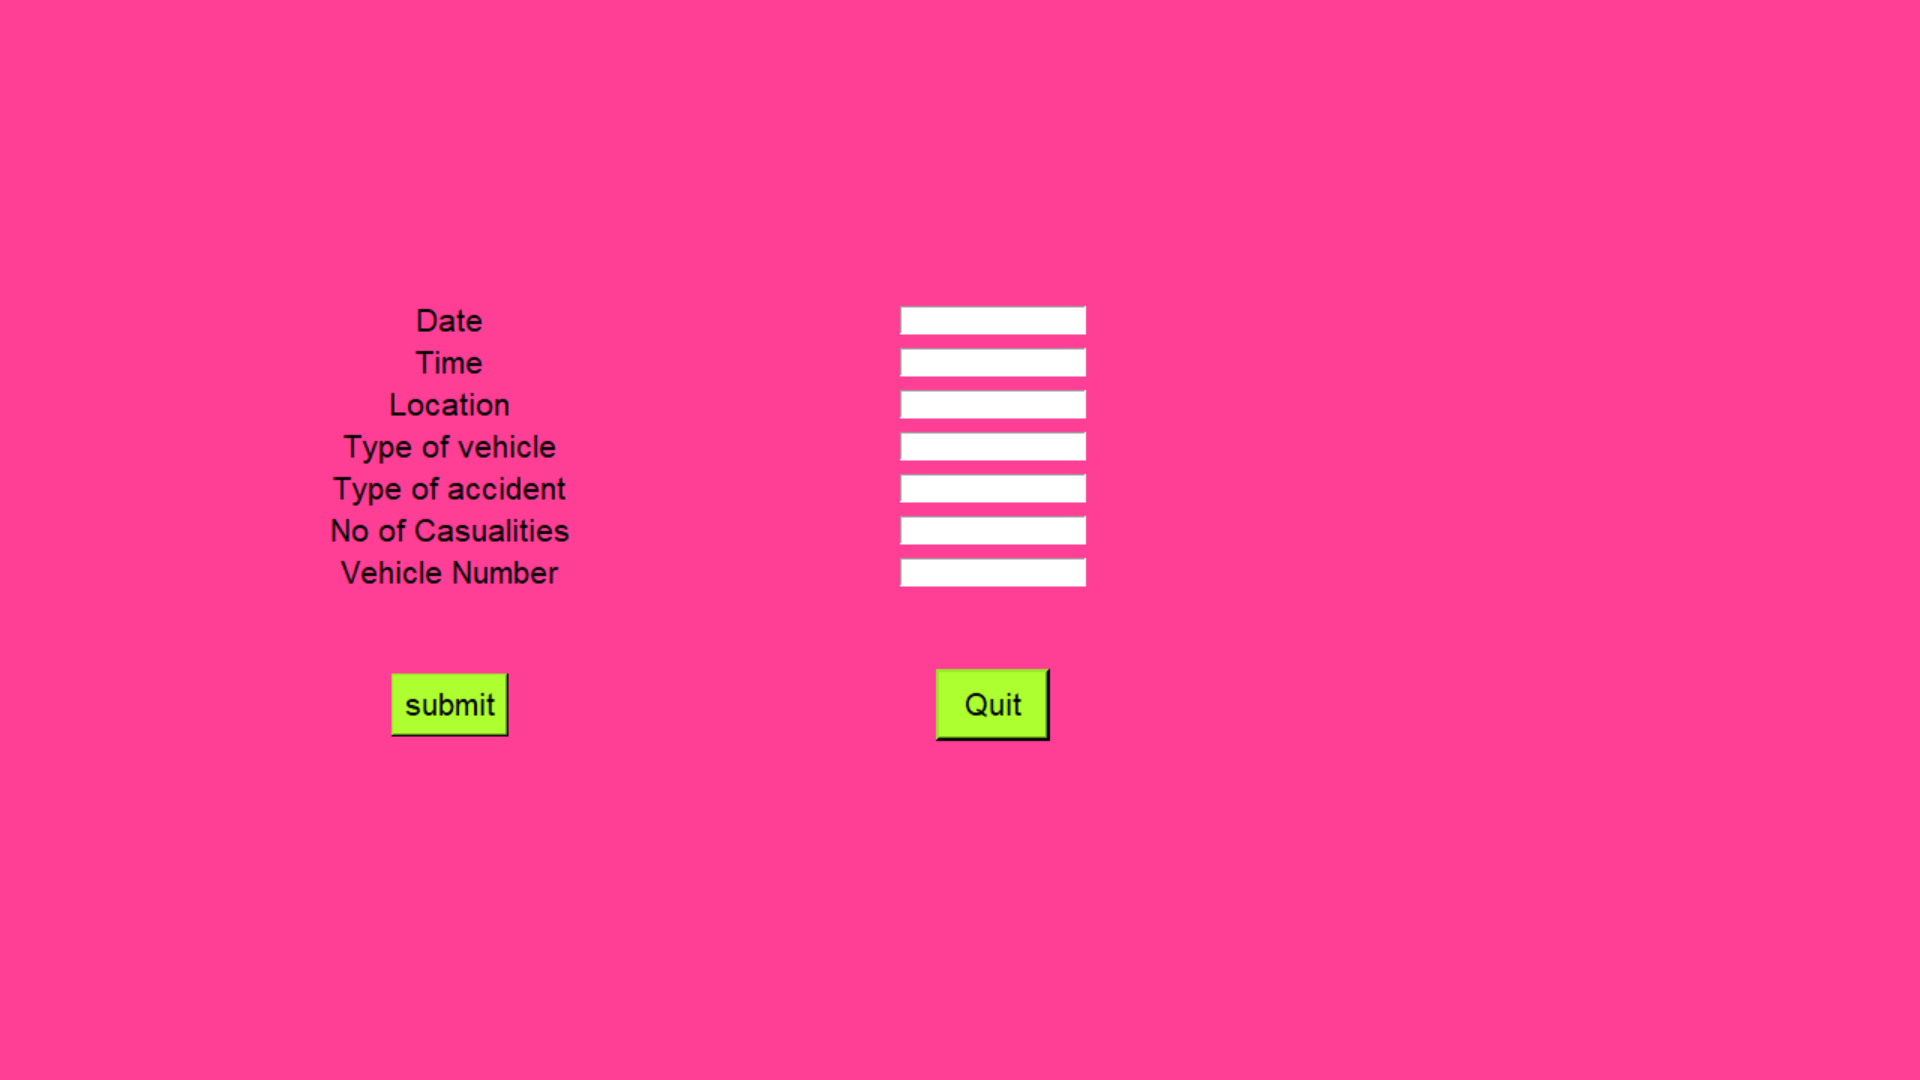 Date
Time
Location
Type of vehicle
Type of accident
No of Casualities
Vehicle Number
submit
Quit